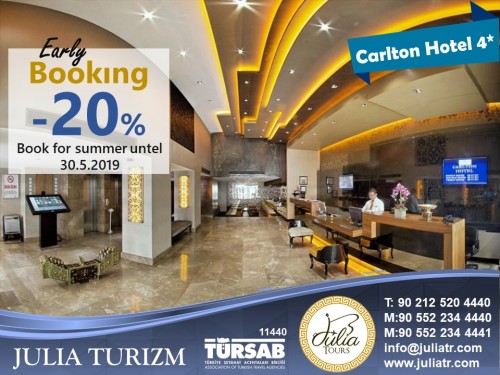 Early
Booking
-20%
Book for summer untel
30.5.2019
Carlton Hotel 4*
CARLTON
HOTEL
T: 90 212 520 4440
M:90 552 234 4440
M:90 552 234 4441
info@juliatr.com
www.juliatr.com
JULIA TURIZM
11440
TÜRSAB
TÜRKİYE SEYAHAT ACENTALARI BİRLİĞİ
ASSOCIATION OF TURKISH TRAVEL AGENCIES
Julia
TOURS